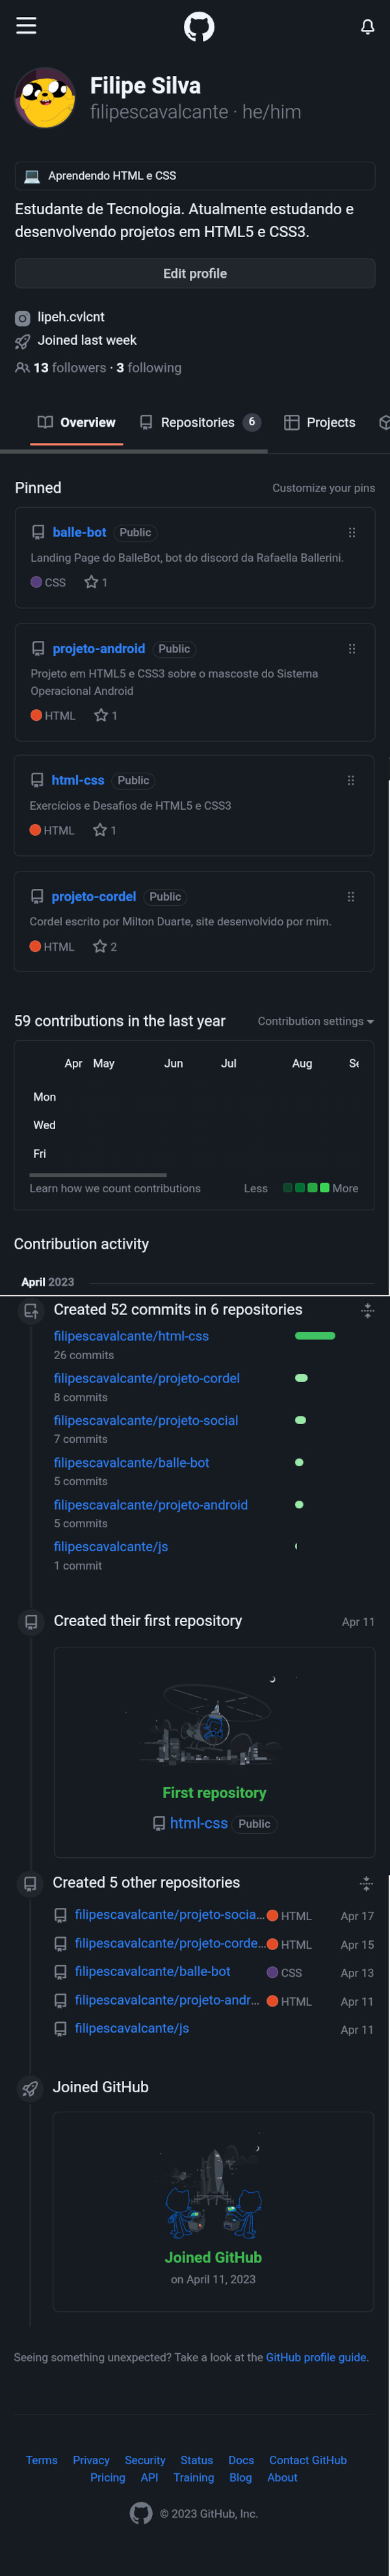 Filipe Silva
filipescavalcante · he/him
Aprendendo HTML e CSS
Estudante de Tecnologia. Atualmente estudando e
desenvolvendo projetos em HTML5 e CSS3.
Edit profile
lipeh.cvlcnt
Joined last week
13 followers · 3 following
Overview Repositories 6 Projects
Pinned Customize your pins
balle-bot Public
Landing Page do BalleBot, bot do discord da Rafaella Ballerini.
CSS 1
projeto-android Public
Projeto em HTML5 e CSS3 sobre o mascoste do Sistema
Operacional Android
HTML 1
html-css Public
Exercícios e Desafios de HTML5 e CSS3
HTML 1
projeto-cordel Public
Cordel escrito por Milton Duarte, site desenvolvido por mim.
HTML 2
59 contributions in the last year Contribution settings
Apr May Jun Jul Aug Se
Mon
Wed
Fri
Learn how we count contributions Less More
Contribution activity
April 2023
Created 52 commits in 6 repositories
filipescavalcante/html-css
26 commits
filipescavalcante/projeto-cordel
8 commits
filipescavalcante/projeto-social
7 commits
filipescavalcante/balle-bot
5 commits
filipescavalcante/projeto-android
5 commits
filipescavalcante/js
1 commit
Created their first repository Apr 11
First repository
html-css Public
Created 5 other repositories
filipescavalcante/projeto-socia... HTML Apr 17
filipescavalcante/projeto-corde... HTML Apr 15
filipescavalcante/balle-bot CSS Apr 13
filipescavalcante/projeto-andr... HTML Apr 11
filipescavalcante/js Apr 11
Joined GitHub
Joined GitHub
on April 11, 2023
Seeing something unexpected? Take a look at the GitHub profile guide.
Terms Privacy Security Status Docs Contact GitHub
Pricing API Training Blog About
© 2023 GitHub, Inc.